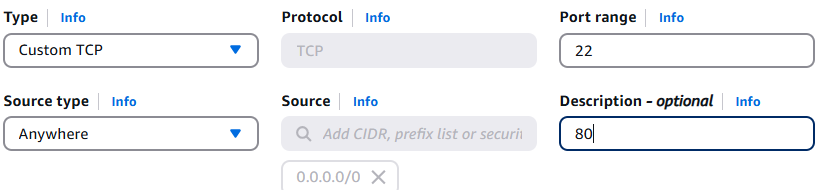 Type Info Protocol Info Port range Info
Custom TCP TCP 22
Source type Info Source Info Description - optional Info
Anywhere Add CIDR, prefix list or securit 80
0.0.0.0/0